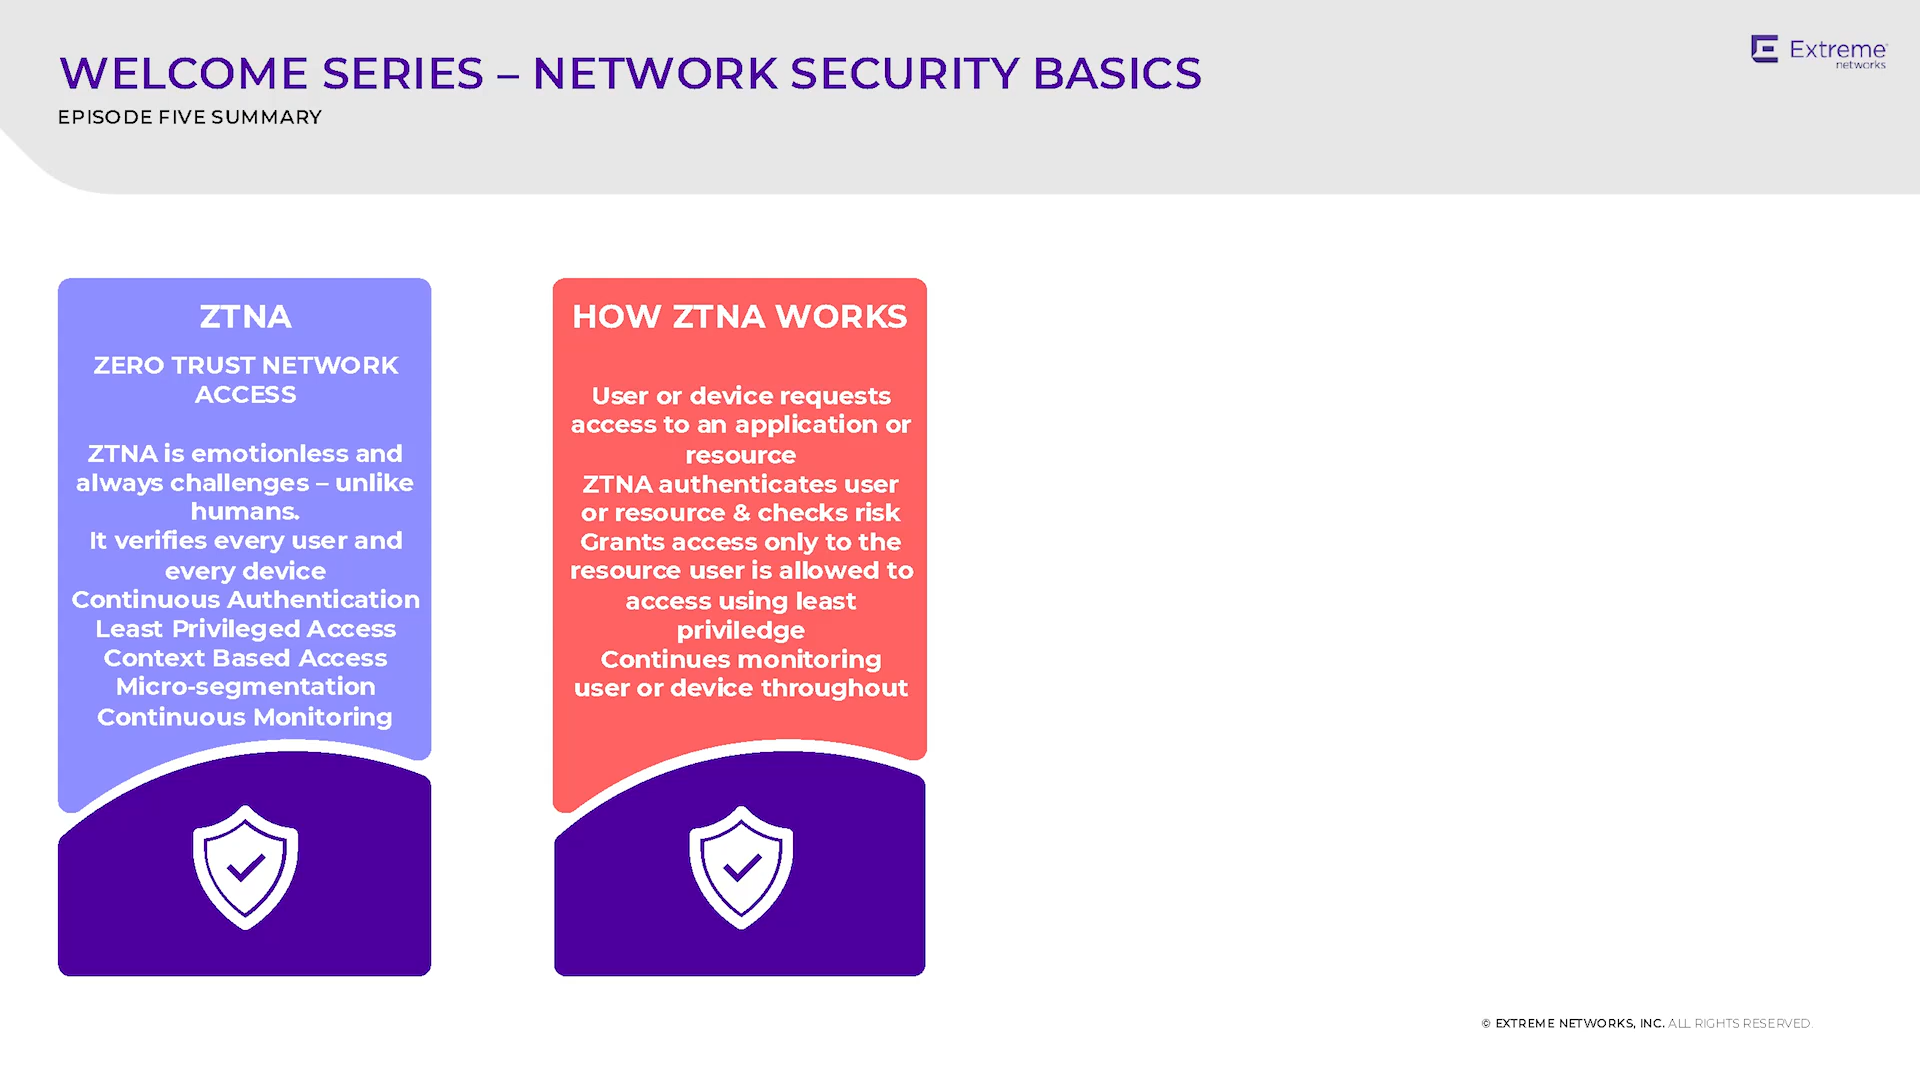 WELCOME SERIES – NETWORK SECURITY BASICS
EPISODE FIVE SUMMARY
Extreme
networks
ZTNA
ZERO TRUST NETWORK
ACCESS
ZTNA is emotionless and
always challenges – unlike
humans.
It verifies every user and
every device
Continuous Authentication
Least Privileged Access
Context Based Access
Micro-segmentation
Continuous Monitoring
HOW ZTNA WORKS
User or device requests
access to an application or
resource
ZTNA authenticates user
or resource & checks risk
Grants access only to the
resource user is allowed to
access using least
priviledge
Continues monitoring
user or device throughout
© EXTREME NETWORKS, INC. ALL RIGHTS RESERVED.